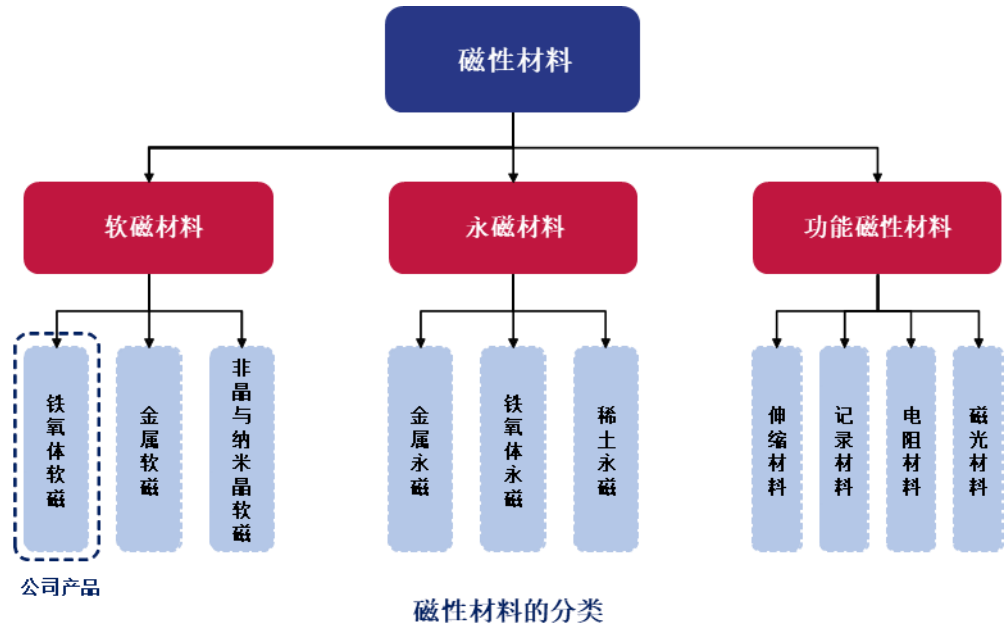 磁性材料
软磁材料
永磁材料
功能磁性材料
铁氧体软磁
金属软磁
非晶与纳米晶软磁
金属永磁
铁氧体永磁
稀土永磁
伸缩材料
记录材料
电阻材料
磁光材料
公司产品
磁性材料的分类